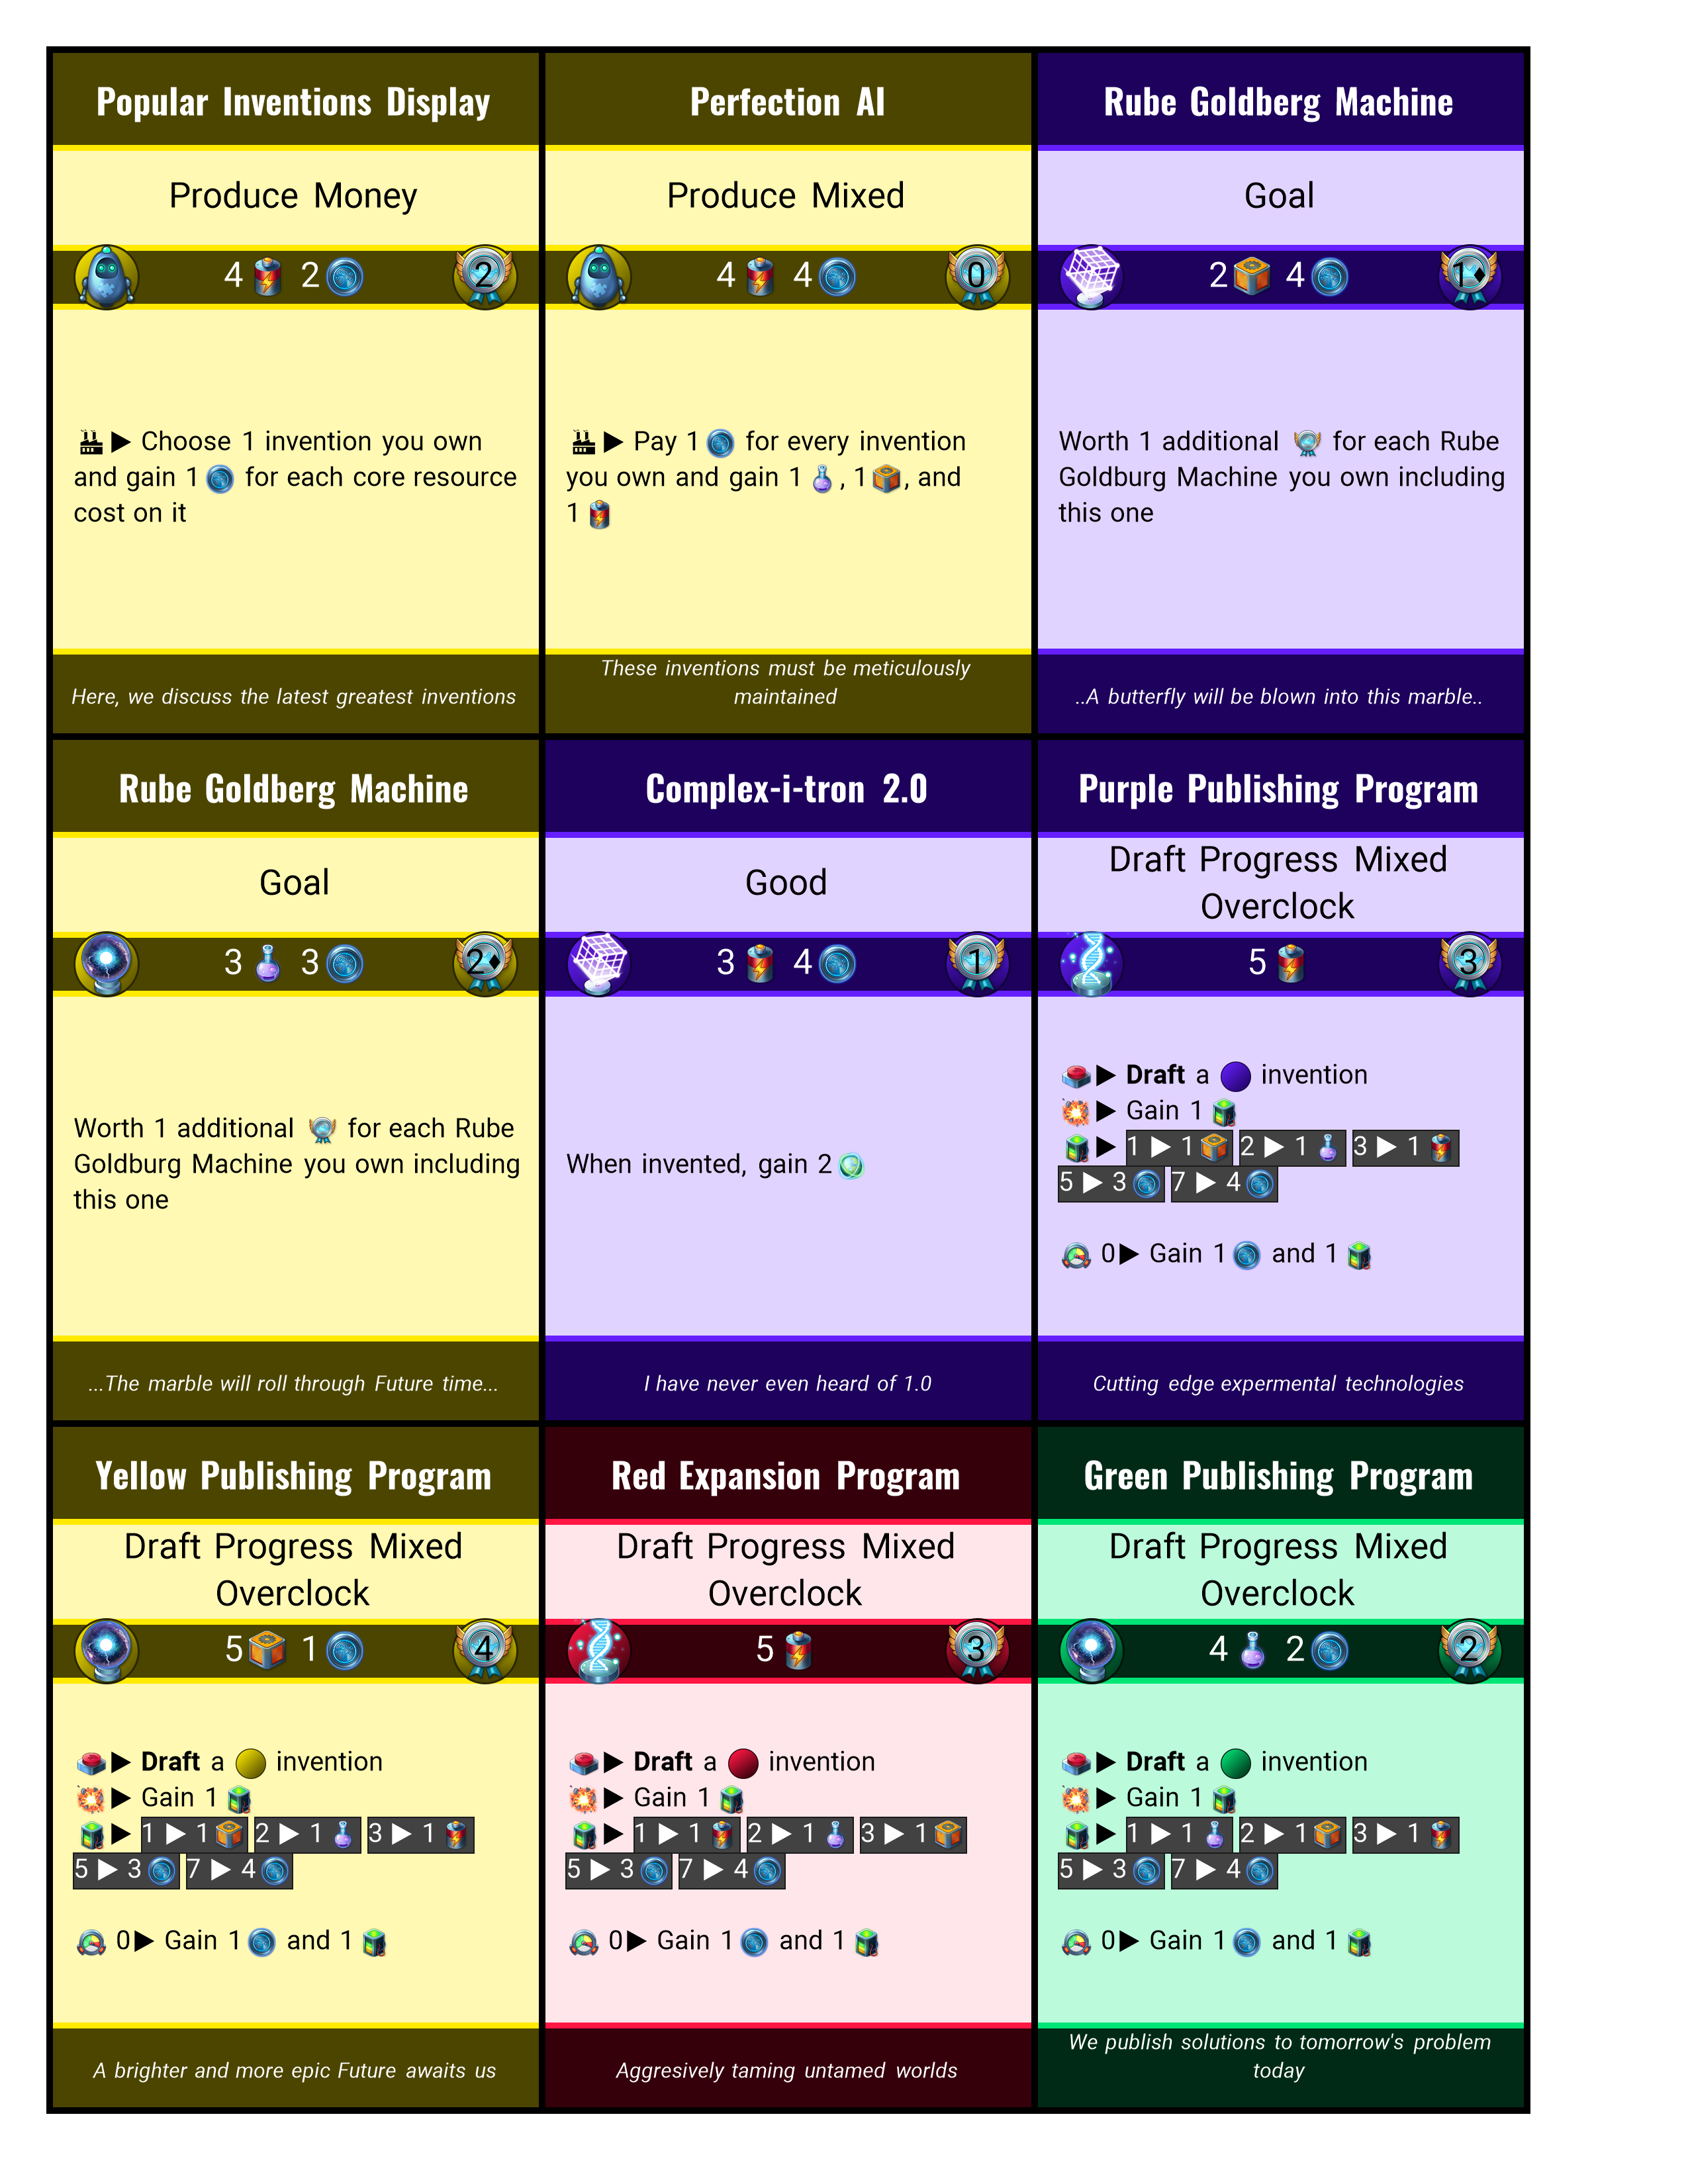 Popular Inventions Display
Produce Money
4 2 2
Choose 1 invention you own
and gain 1 for each core resource
cost on it
Here, we discuss the latest greatest inventions
Perfection AI
Produce Mixed
4 4 0
Pay 1 for every invention
you own and gain 1 , 1 , and
1
These inventions must be meticulously
maintained
Rube Goldberg Machine
Goal
2 4 1♦
Worth 1 additional for each Rube
Goldburg Machine you own including
this one
..A butterfly will be blown into this marble..
Rube Goldberg Machine
Goal
3 3 2♦
Worth 1 additional for each Rube
Goldburg Machine you own including
this one
...The marble will roll through Future time...
Complex-i-tron 2.0
Good
3 4 1
When invented, gain 2
I have never even heard of 1.0
Purple Publishing Program
Draft Progress Mixed
Overclock
5 3
▶ Draft a invention
▶ Gain 1
▶ 1 ▶ 1 2 ▶ 1 3 ▶ 1
5 ▶ 3 7 ▶ 4
0▶ Gain 1 and 1
Cutting edge expermental technologies
Yellow Publishing Program
Draft Progress Mixed
Overclock
5 1 4
▶ Draft a invention
▶ Gain 1
▶ 1 ▶ 1 2 ▶ 1 3 ▶ 1
5 ▶ 3 7 ▶ 4
0▶ Gain 1 and 1
A brighter and more epic Future awaits us
Red Expansion Program
Draft Progress Mixed
Overclock
5 3
▶ Draft a invention
▶ Gain 1
▶ 1 ▶ 1 2 ▶ 1 3 ▶ 1
5 ▶ 3 7 ▶ 4
0▶ Gain 1 and 1
Aggresively taming untamed worlds
Green Publishing Program
Draft Progress Mixed
Overclock
4 2 2
▶ Draft a invention
▶ Gain 1
▶ 1 ▶ 1 2 ▶ 1 3 ▶ 1
5 ▶ 3 7 ▶ 4
0▶ Gain 1 and 1
We publish solutions to tomorrow's problem
today